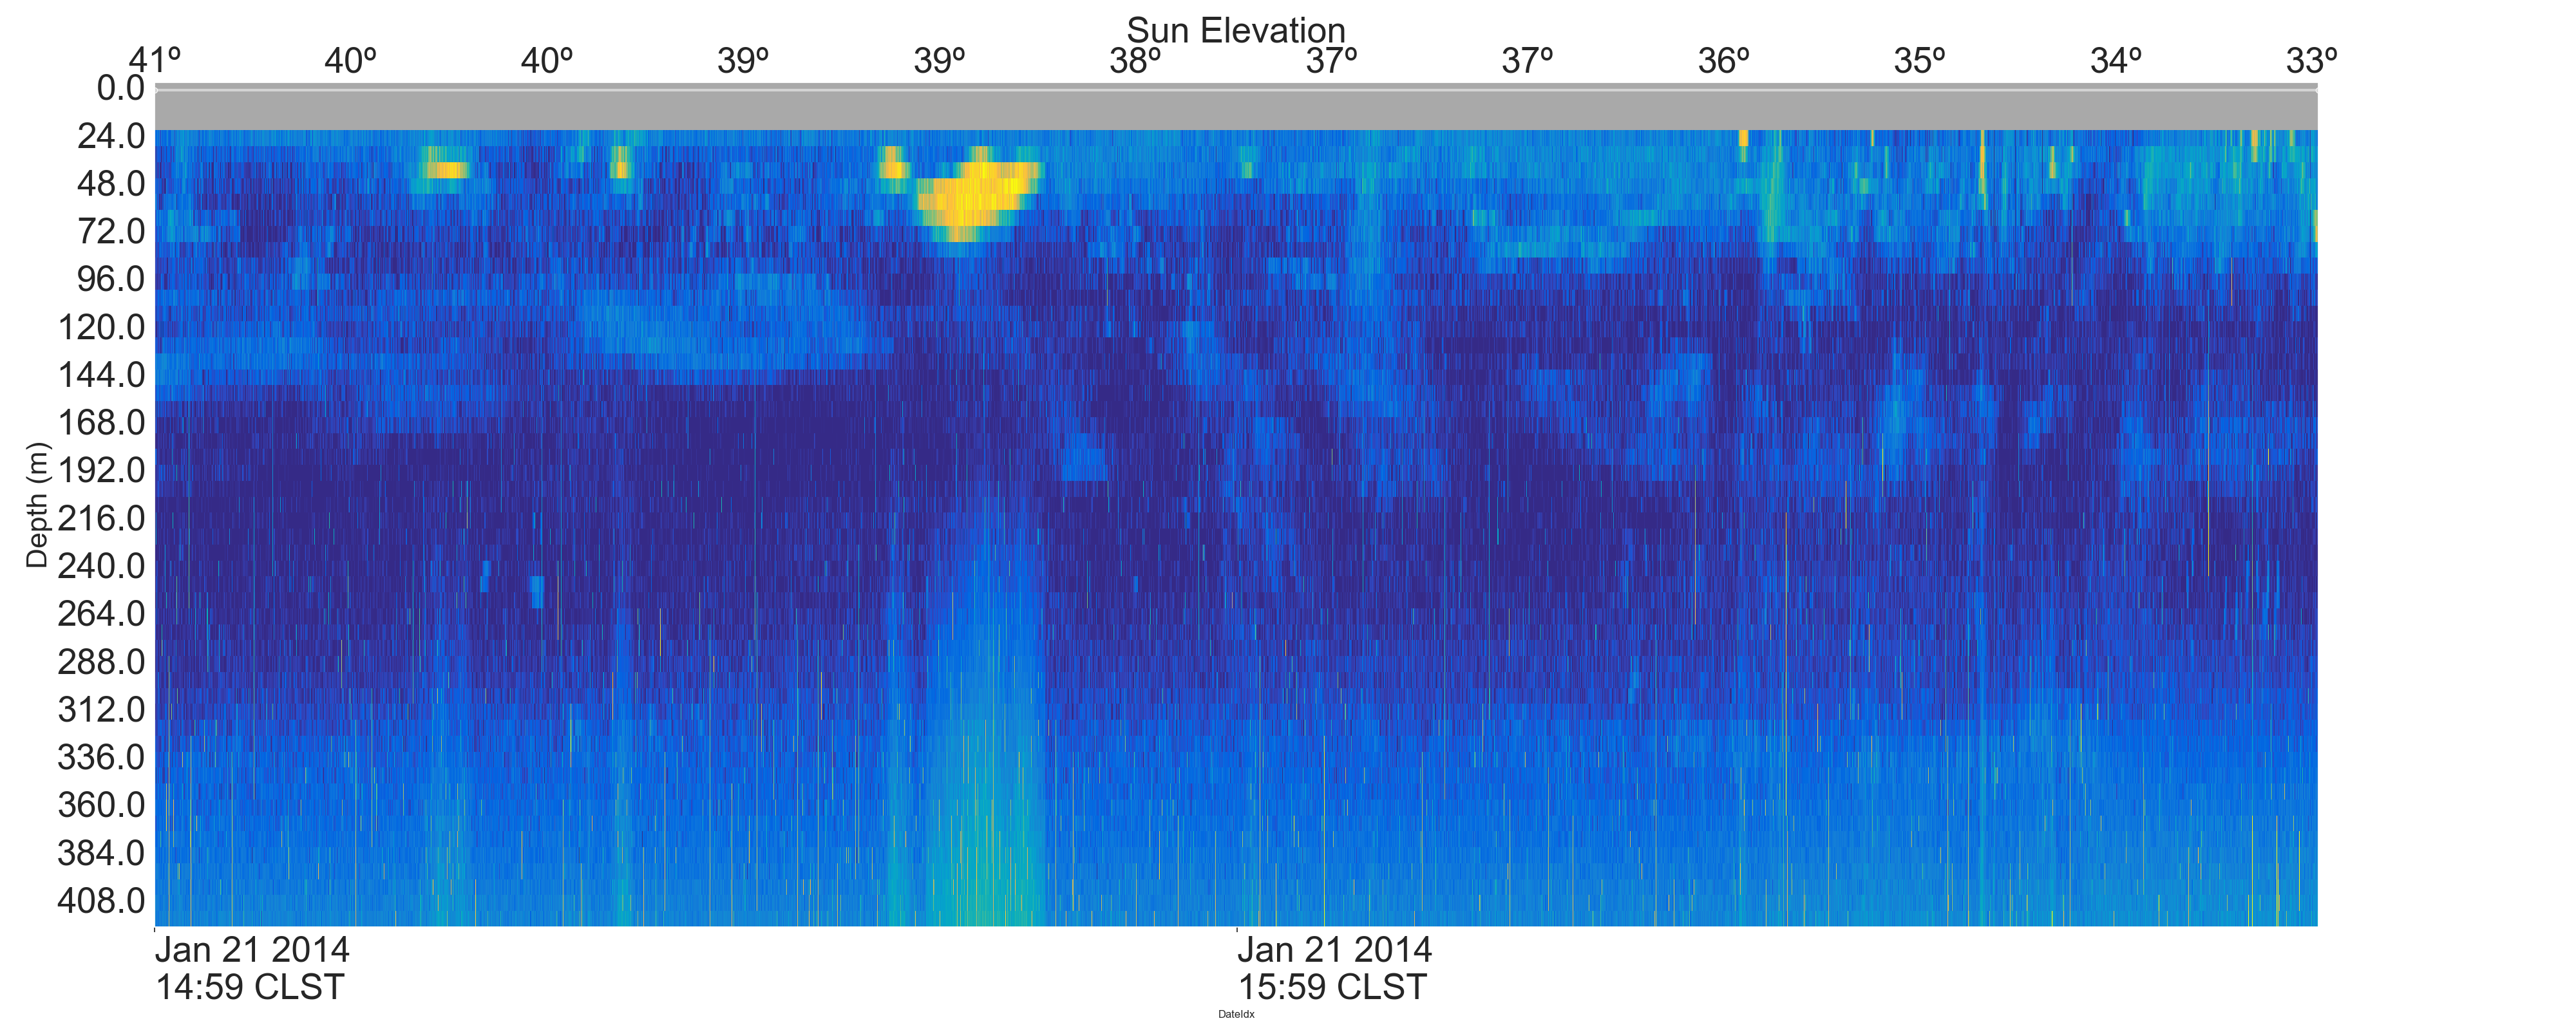 Sun Elevation
41º 40º 40º 39º 39º 38º 37º 37º 36º 35º 34º 33º
0.0
24.0
48.0
72.0
96.0
120.0
144.0
168.0
192.0
216.0
240.0
264.0
288.0
312.0
336.0
360.0
384.0
408.0
Depth (m)
Jan 21 2014
14:59 CLST
Jan 21 2014
15:59 CLST
DateIdx